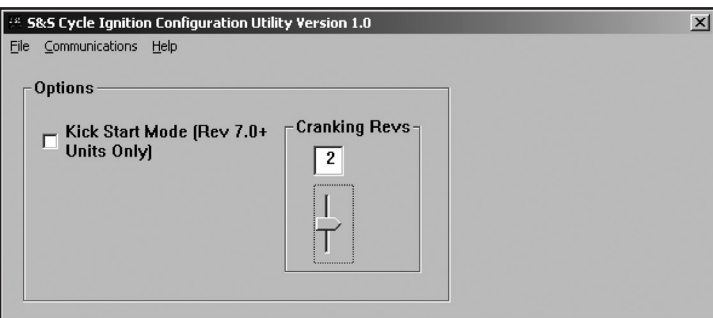 S&S Cycle Ignition Configuration Utility Version 1.0
File Communications Help
Options
Kick Start Mode (Rev 7.0+
Units Only)
Cranking Revs
2